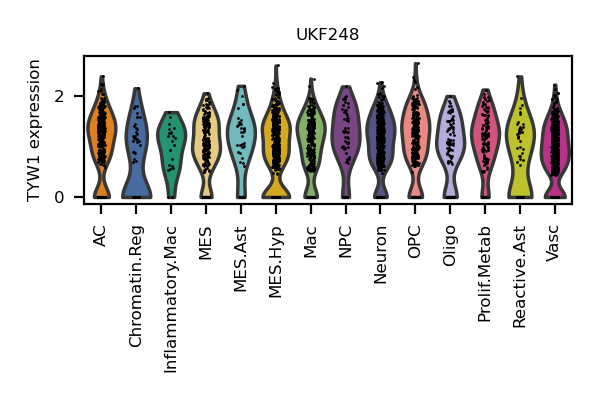 UKF248
TYW1 expression
2
0
AC
Chromatin.Reg
Inflammatory.Mac
MES
MES.Ast
MES.Hyp
Mac
NPC
Neuron
OPC
Oligo
Prolif.Metab
Reactive.Ast
Vasc